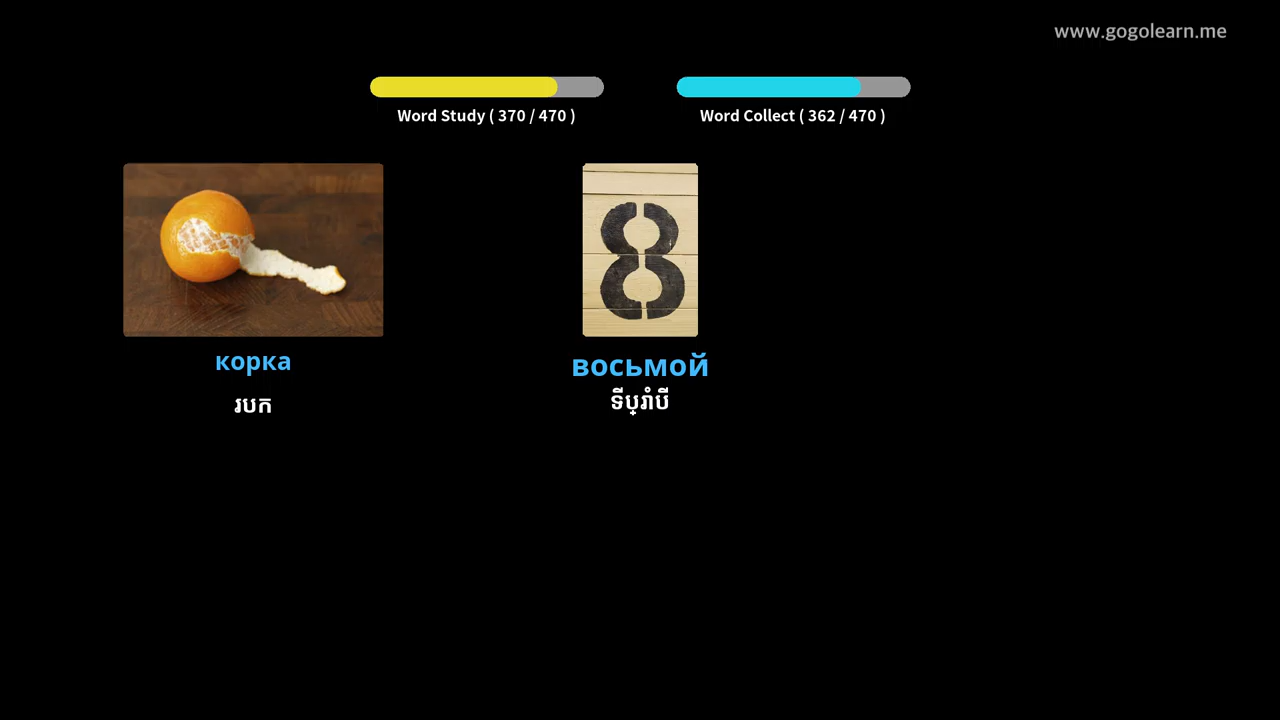 www.gogolearn.me
Word Study ( 370 / 470 )
Word Collect ( 362 / 470 )
8
корка
របក
восьмой
ទីប្រាំបី